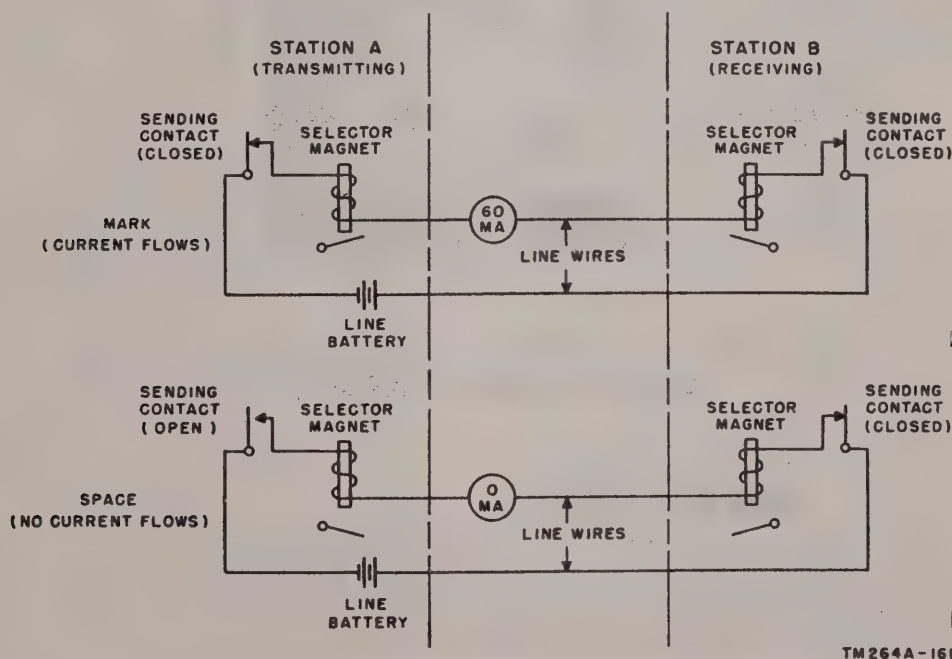 STATION A
(TRANSMITTING)
STATION B
(RECEIVING)
SENDING
CONTACT
(CLOSED)
SELECTOR
MAGNET
SELECTOR
MAGNET
SENDING
CONTACT
(CLOSED)
MARK
(CURRENT FLOWS)
60
MA
LINE WIRES
LINE
BATTERY
SENDING
CONTACT
(OPEN)
SELECTOR
MAGNET
SELECTOR
MAGNET
SENDING
CONTACT
(CLOSED)
SPACE
(NO CURRENT FLOWS)
0
MA
LINE WIRES
LINE
BATTERY
TM264A-161